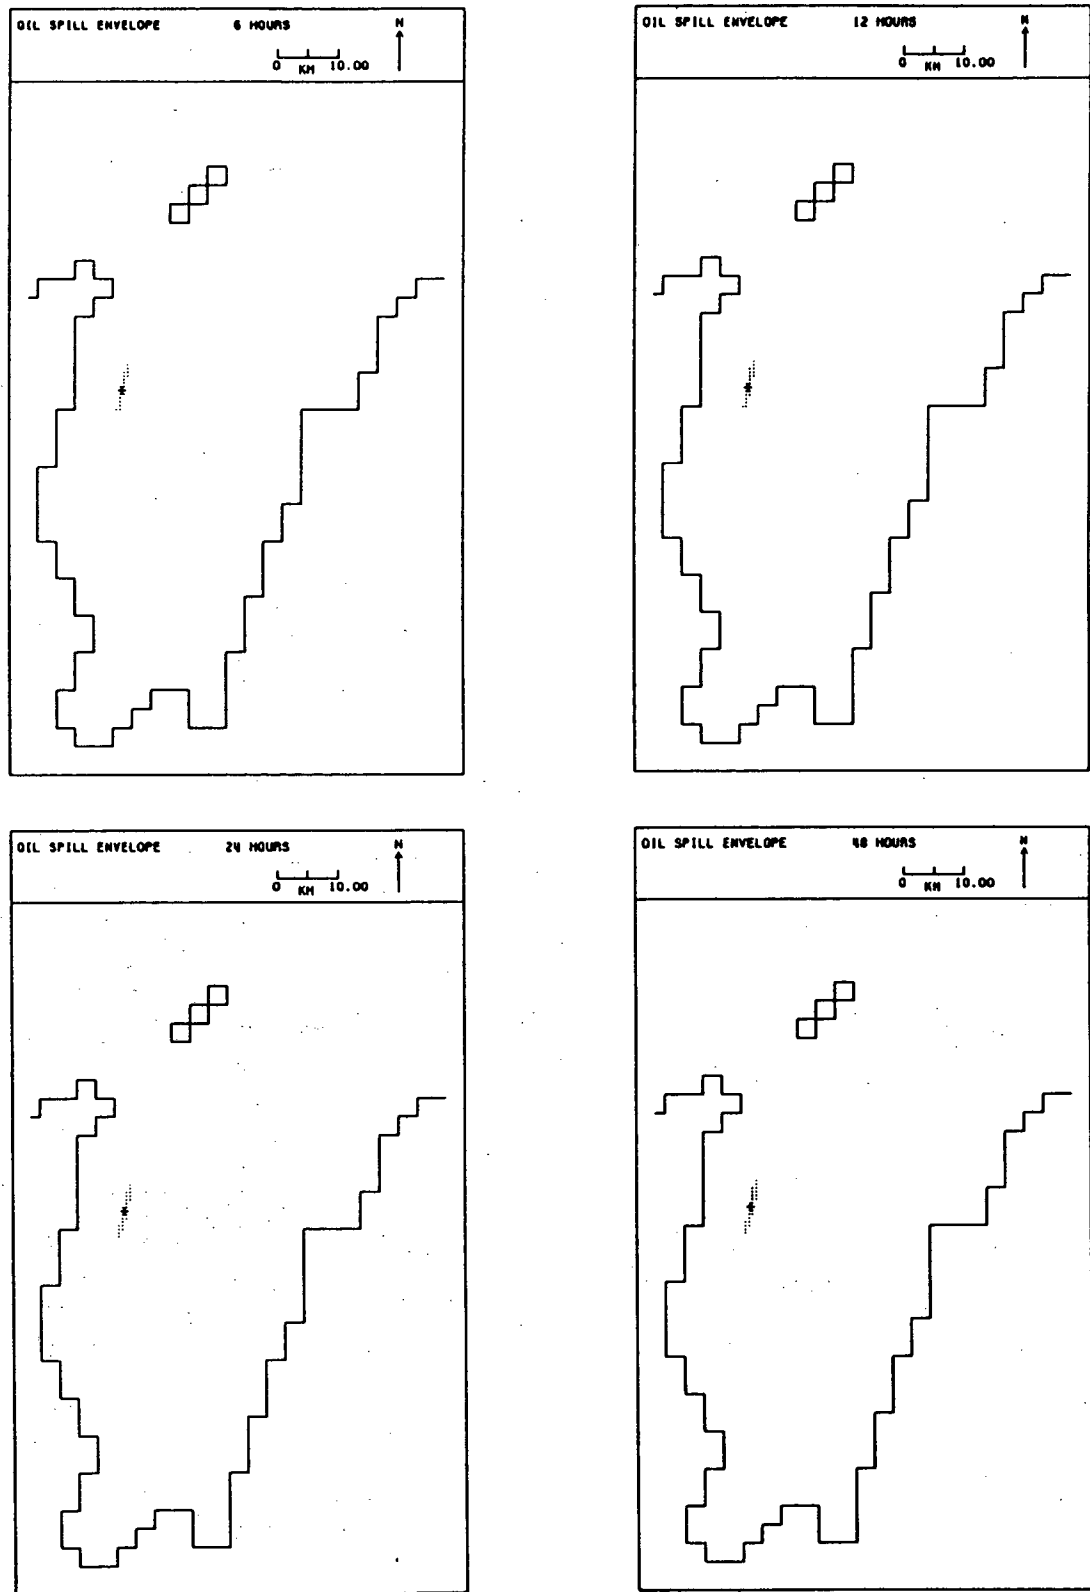 OIL SPILL ENVELOPE 6 HOURS N
0 KM 10.00
OIL SPILL ENVELOPE 12 HOURS N
0 KM 10.00
OIL SPILL ENVELOPE 24 HOURS N
0 KM 10.00
OIL SPILL ENVELOPE 48 HOURS N
0 KM 10.00